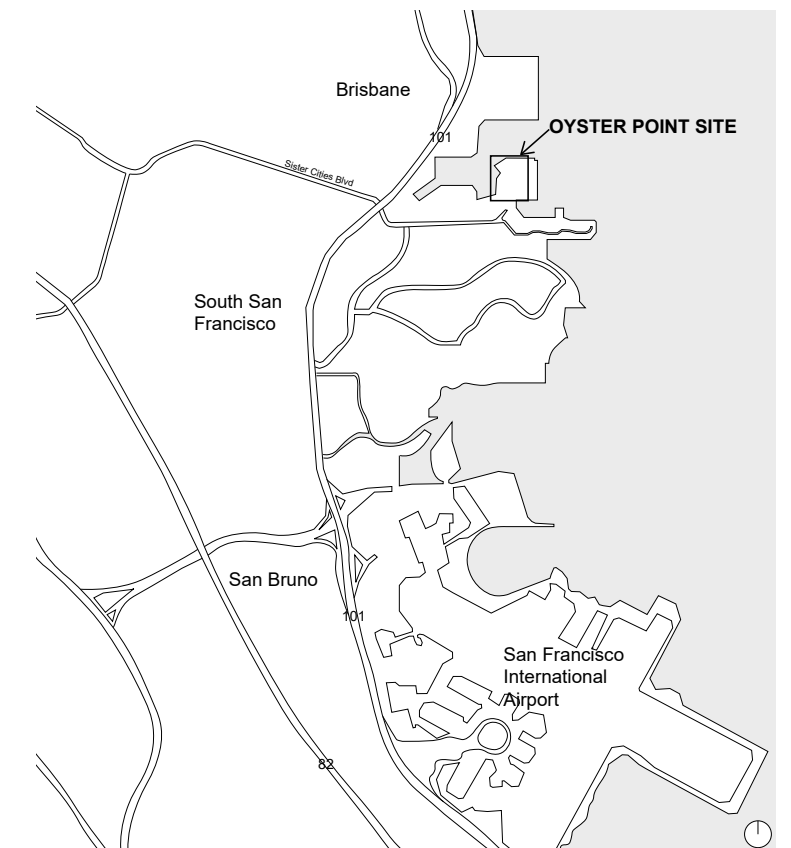 Brisbane
101
OYSTER POINT SITE
Sister Cities Blvd
South San
Francisco
San Bruno
101
San Francisco
International
Airport
82